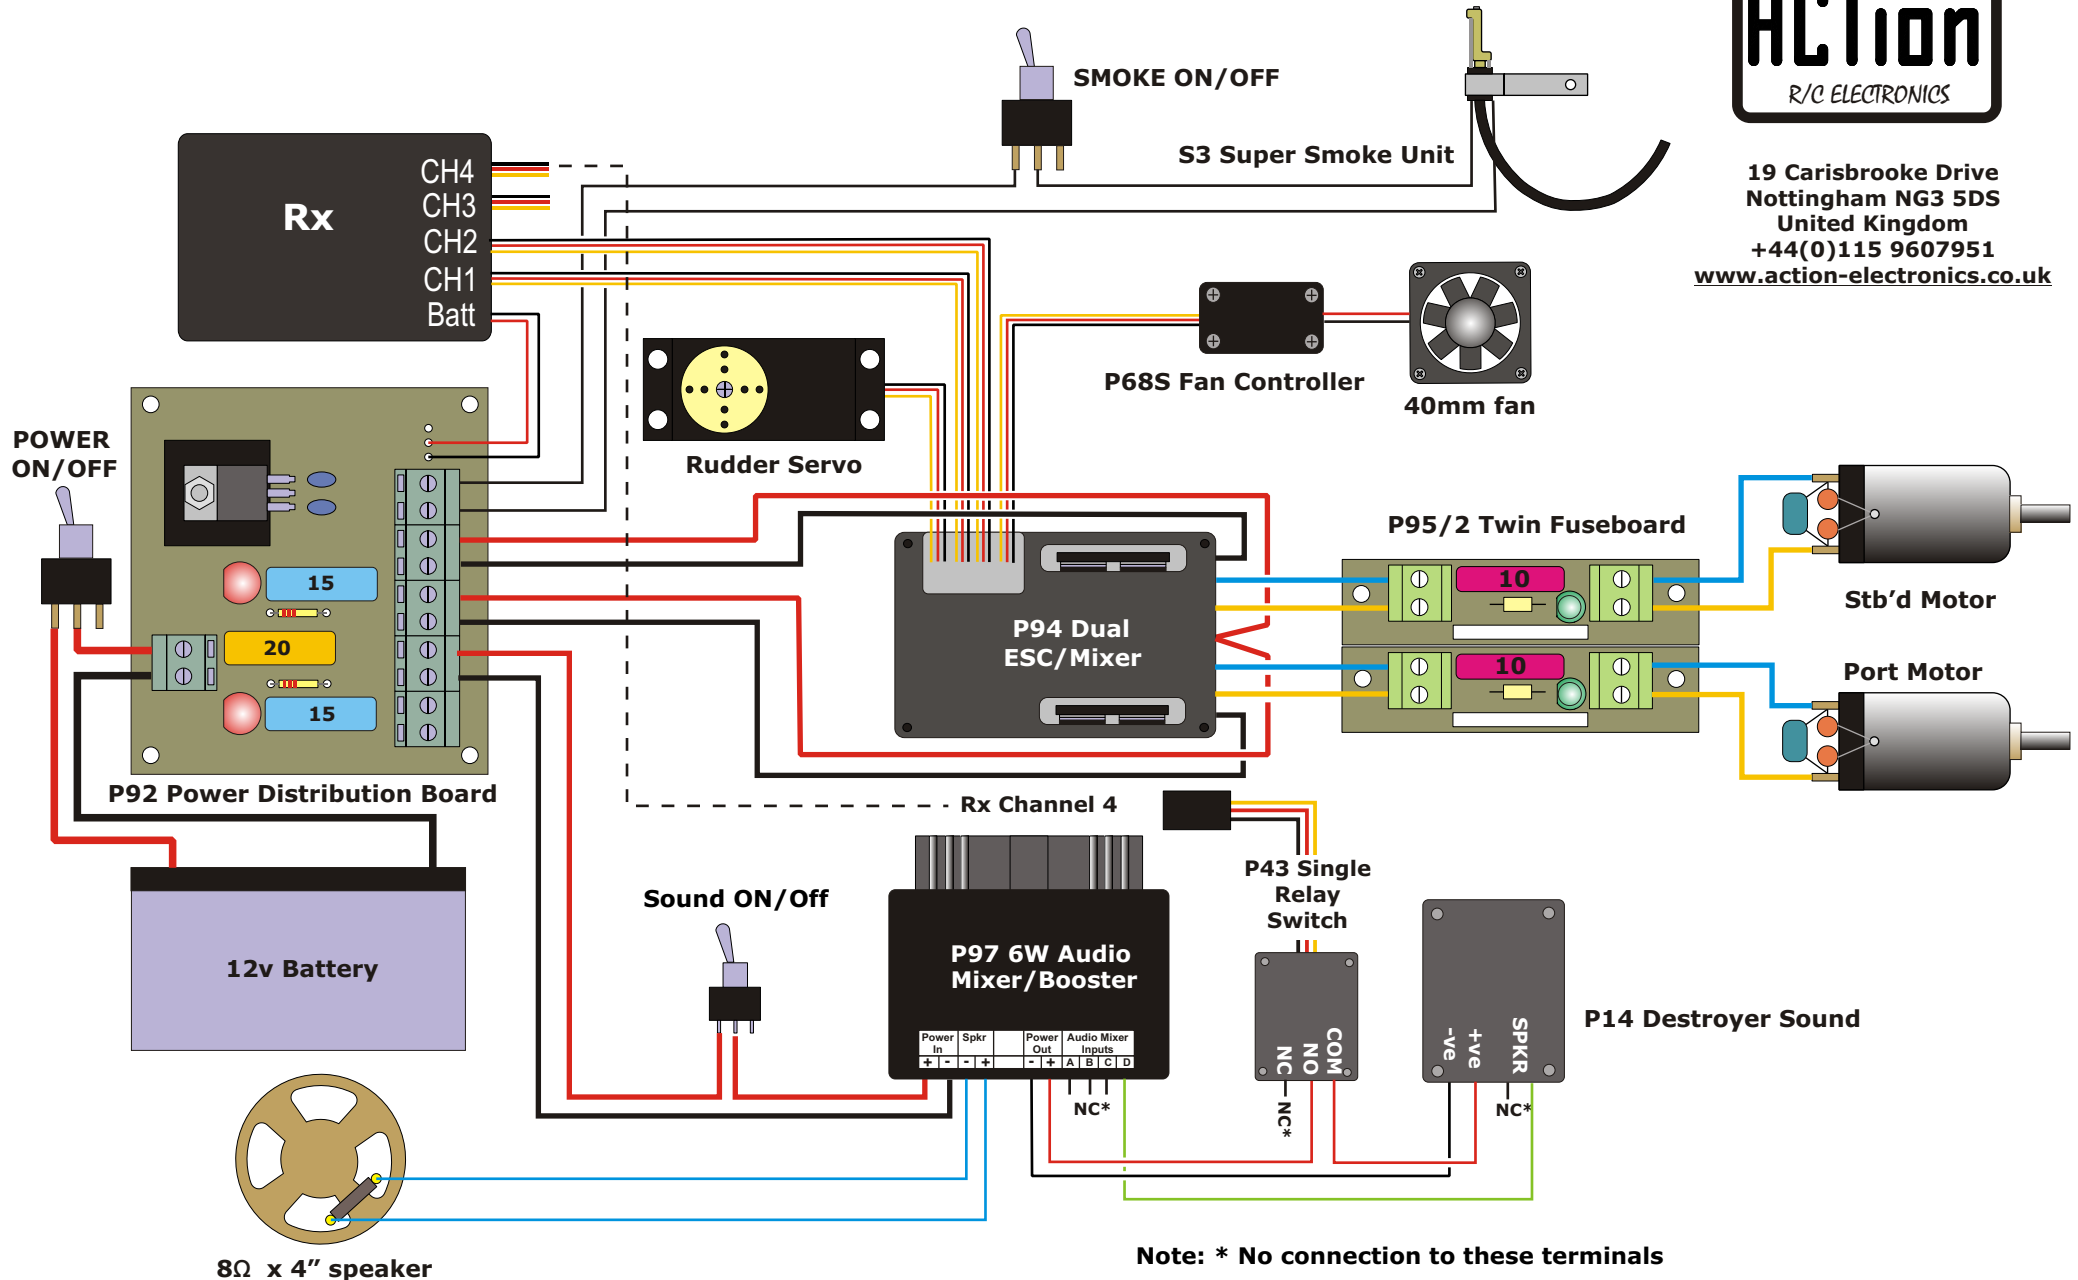 ACTion
R/C ELECTRONICS
19 Carisbrooke Drive
Nottingham NG3 5DS
United Kingdom
+44(0)115 9607951
www.action-electronics.co.uk
SMOKE ON/OFF
S3 Super Smoke Unit
Rx
CH4
CH3
CH2
CH1
Batt
P68S Fan Controller
40mm fan
Rudder Servo
POWER
ON/OFF
15
20
15
P92 Power Distribution Board
12v Battery
P94 Dual
ESC/Mixer
P95/2 Twin Fuseboard
10
10
Stb'd Motor
Port Motor
Rx Channel 4
P43 Single
Relay
Switch
Sound ON/Off
P97 6W Audio
Mixer/Booster
Power
In
Spkr
Power
Out
Audio Mixer
Inputs
+ - - + - + A B C D
NC*
NC
NO
COM
NC*
-ve
+ve
SPKR
NC*
P14 Destroyer Sound
8Ω x 4" speaker
Note: * No connection to these terminals